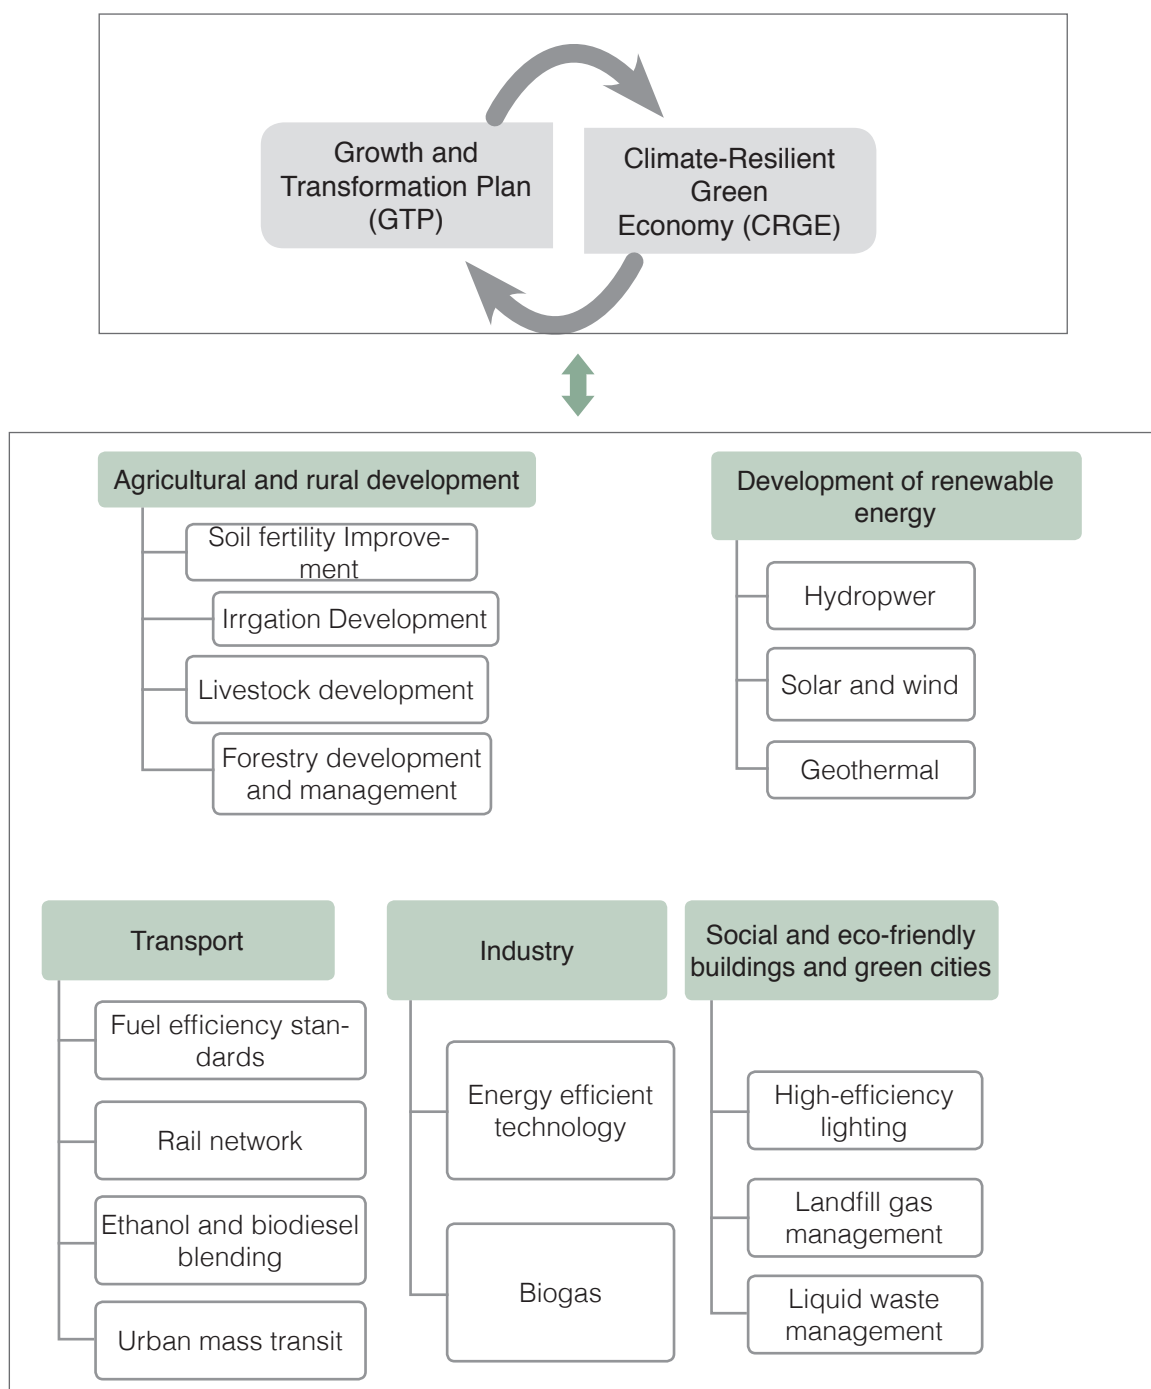 Growth and
Transformation Plan
(GTP)
Climate-Resilient
Green
Economy (CRGE)
Agricultural and rural development
Soil fertility Improve-
ment
Irrgation Development
Livestock development
Forestry development
and management
Development of renewable
energy
Hydropwer
Solar and wind
Geothermal
Transport
Fuel efficiency stan-
dards
Rail network
Ethanol and biodiesel
blending
Urban mass transit
Industry
Energy efficient
technology
Biogas
Social and eco-friendly
buildings and green cities
High-efficiency
lighting
Landfill gas
management
Liquid waste
management